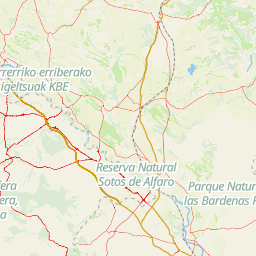 rrerriko erriberako
igeltsuak KBE
Reserva Natural
Sotos de Alfaro
Parque Natur
las Bardenas R
era
era,
a